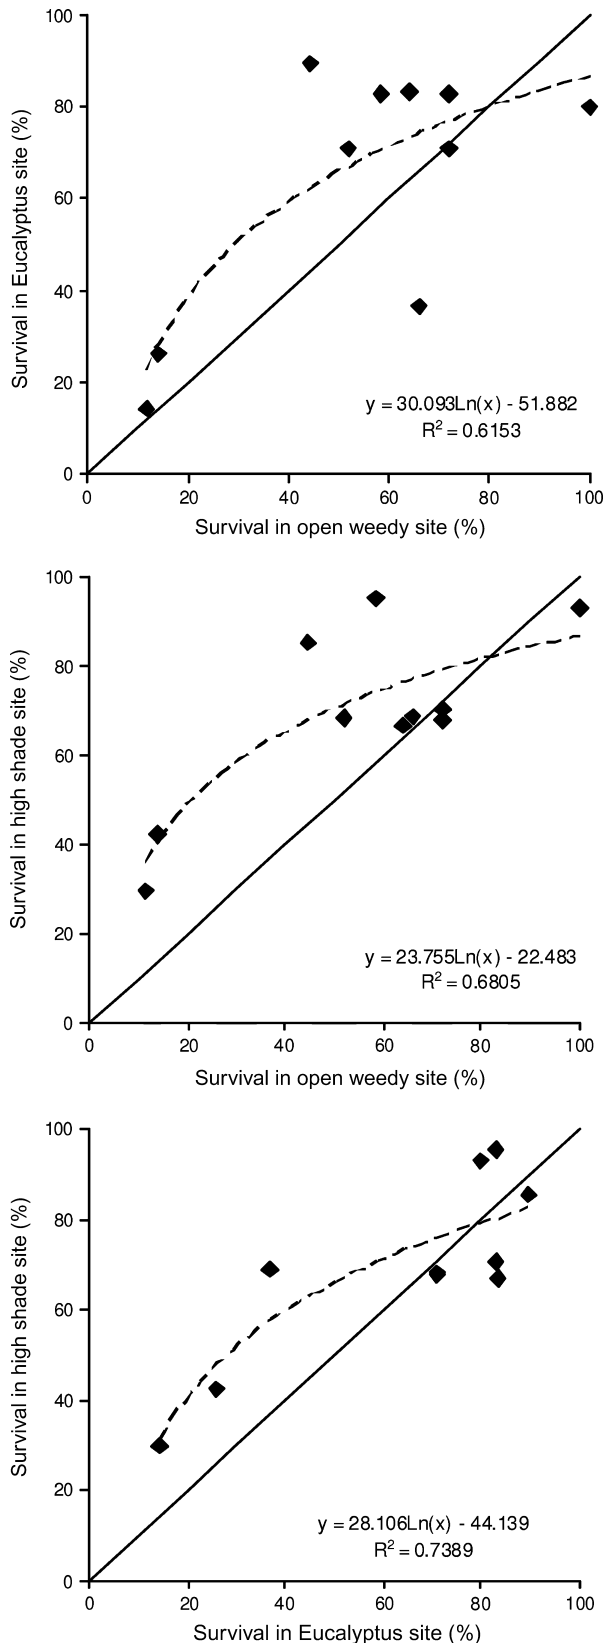 100
80
60
40
20
0
Survival in Eucalyptus site (%)
y = 30.093Ln(x) - 51.882
R² = 0.6153
0 20 40 60 80 100
Survival in open weedy site (%)
100
80
60
40
20
0
Survival in high shade site (%)
y = 23.755Ln(x) - 22.483
R² = 0.6805
0 20 40 60 80 100
Survival in open weedy site (%)
100
80
60
40
20
0
Survival in high shade site (%)
y = 28.106Ln(x) - 44.139
R² = 0.7389
0 20 40 60 80 100
Survival in Eucalyptus site (%)